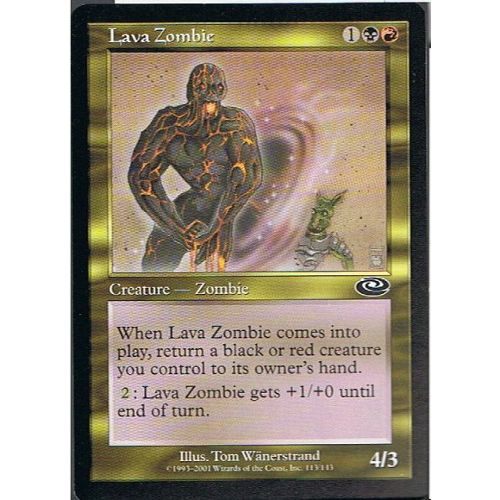 Lava Zombie 1
Creature — Zombie
When Lava Zombie comes into
play, return a black or red creature
you control to its owner's hand.
2: Lava Zombie gets +1/+0 until
end of turn.
Illus. Tom Wänerstrand
©1993-2001 Wizards of the Coast, Inc. 113/143
4/3